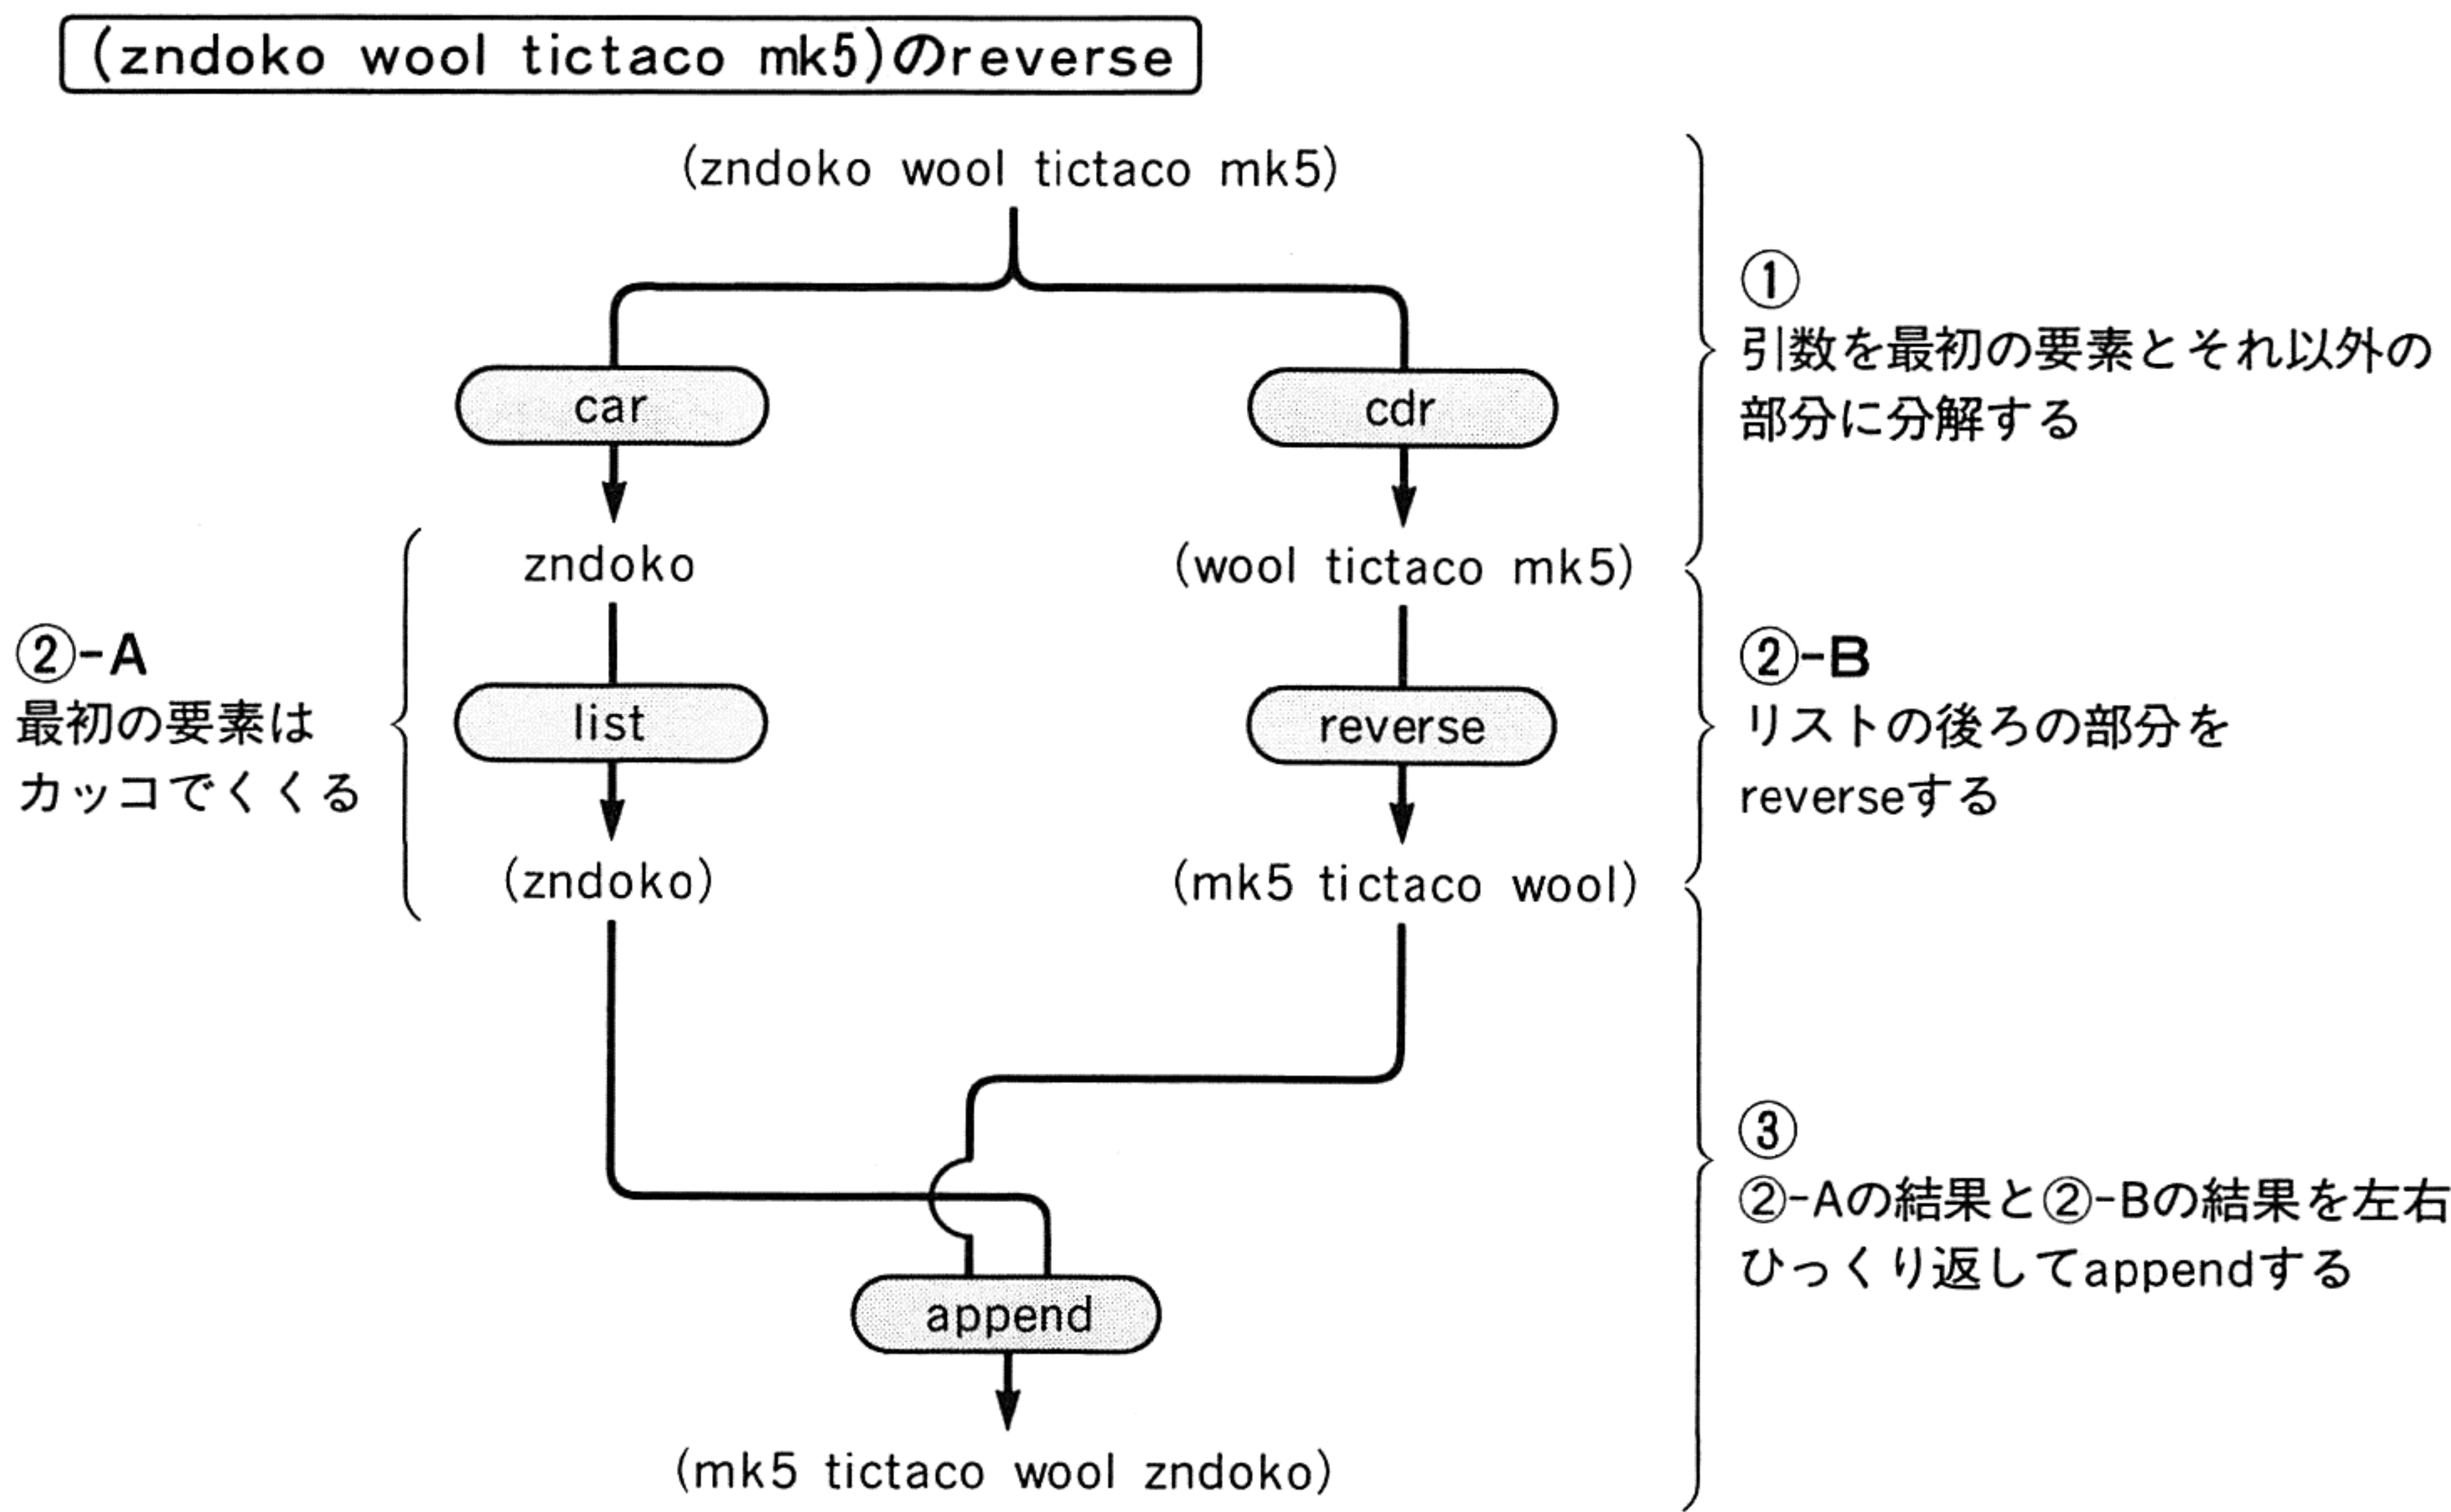 (zndoko wool tictaco mk5)のreverse
(zndoko wool tictaco mk5)
①
引数を最初の要素とそれ以外の
部分に分解する
car
cdr
zndoko
(wool tictaco mk5)
②-A
最初の要素は
カッコでくくる
list
reverse
②-B
リストの後ろの部分を
reverseする
(zndoko)
(mk5 tictaco wool)
③
②-Aの結果と②-Bの結果を左右
ひっくり返してappendする
append
(mk5 tictaco wool zndoko)